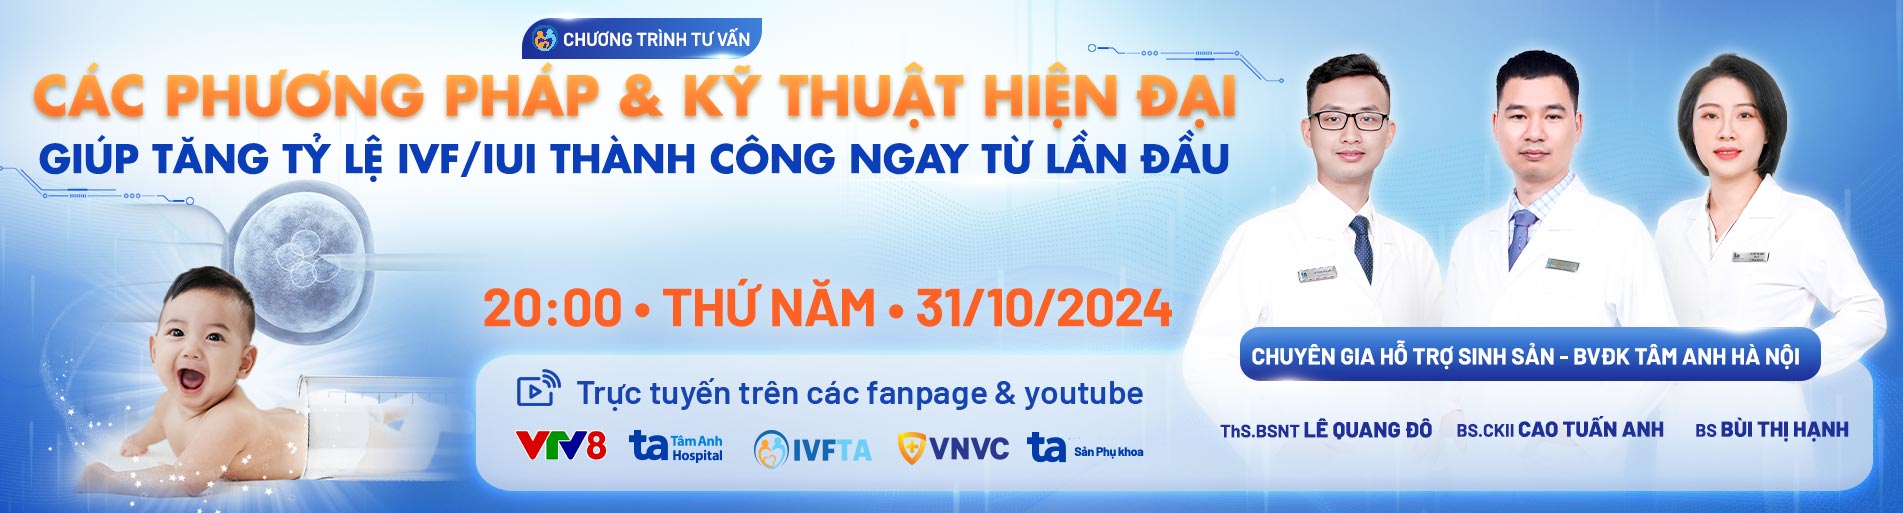 CHƯƠNG TRÌNH TƯ VẤN
CÁC PHƯƠNG PHÁP & KỸ THUẬT HIỆN ĐẠI
GIÚP TĂNG TỶ LỆ IVF/IUI THÀNH CÔNG NGAY TỪ LẦN ĐẦU
20:00 • THỨ NĂM • 31/10/2024
Trực tuyến trên các fanpage & youtube
VTV8
ta Tâm Anh Hospital
IVFTA
VNVC
ta Sản Phụ khoa
CHUYÊN GIA HỖ TRỢ SINH SẢN - BVĐK TÂM ANH HÀ NỘI
ThS.BSNT LÊ QUANG ĐÔ
BS.CKII CAO TUẤN ANH
BS BÙI THỊ HẠNH